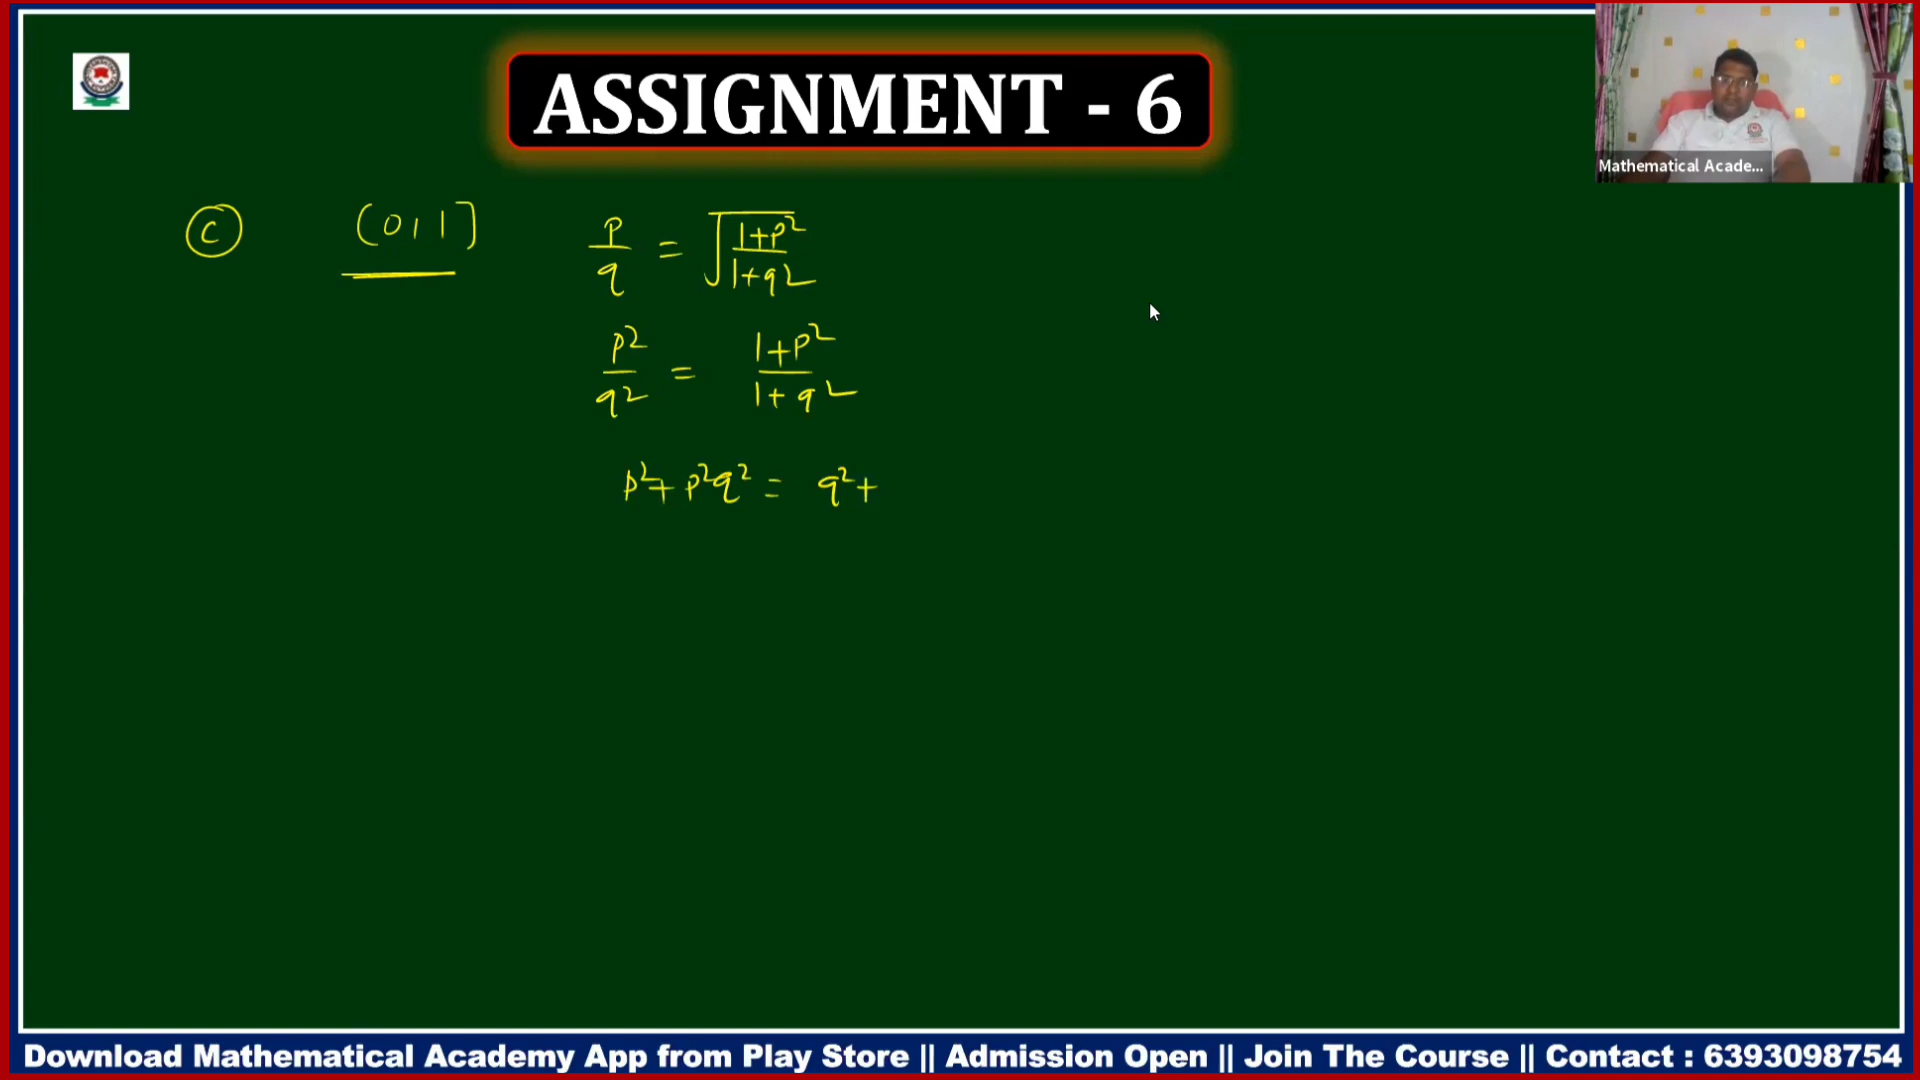 ASSIGNMENT - 6
Mathematical Acade...
(c) (0, 1] p/q = √(1+p²/1+q²)
p²/q² = 1+p²/1+q²
p²+p²q² = q²+
Download Mathematical Academy App from Play Store || Admission Open || Join The Course || Contact : 6393098754